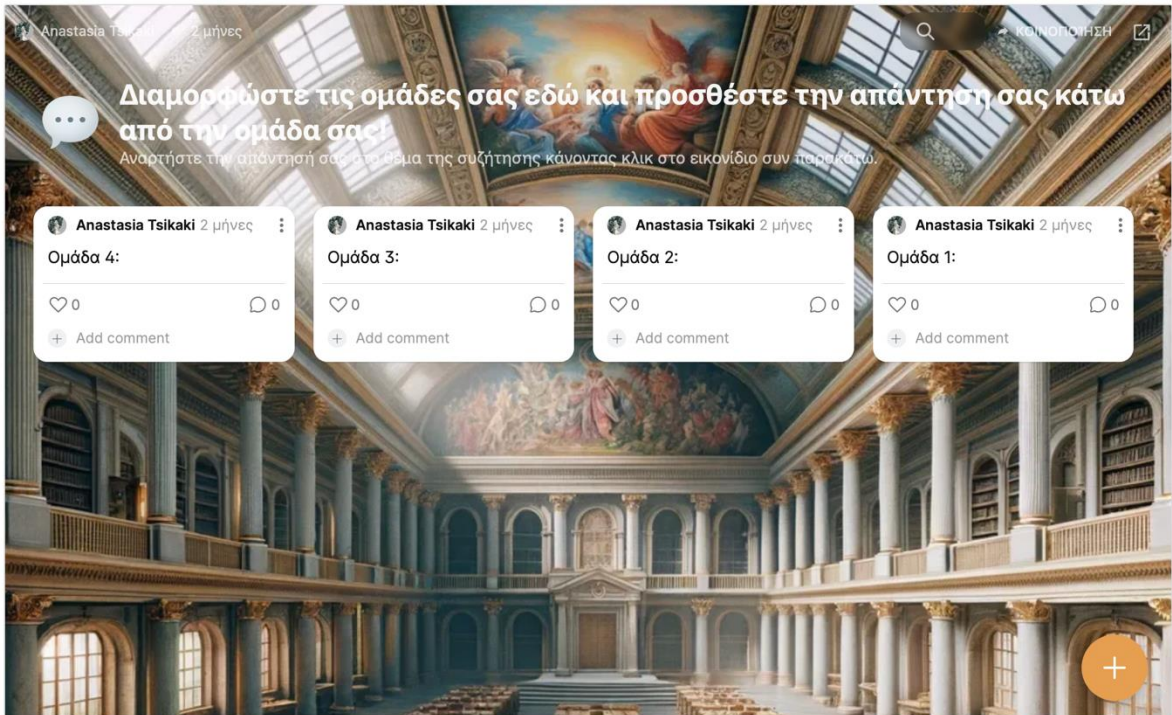 Anastasia Tsikaki 2 μήνες
ΚΟΙΝΟΠΟΊΗΣΗ
Διαμορφώστε τις ομάδες σας εδώ και προσθέστε την απάντηση σας κάτω
από την ομάδα σας!
Αναρτήστε την απάντησή σας στο θέμα της συζήτησης κάνοντας κλικ στο εικονίδιο συν παρακάτω.
Anastasia Tsikaki 2 μήνες
Ομάδα 4:
0 0
+ Add comment
Anastasia Tsikaki 2 μήνες
Ομάδα 3:
0 0
+ Add comment
Anastasia Tsikaki 2 μήνες
Ομάδα 2:
0 0
+ Add comment
Anastasia Tsikaki 2 μήνες
Ομάδα 1:
0 0
+ Add comment